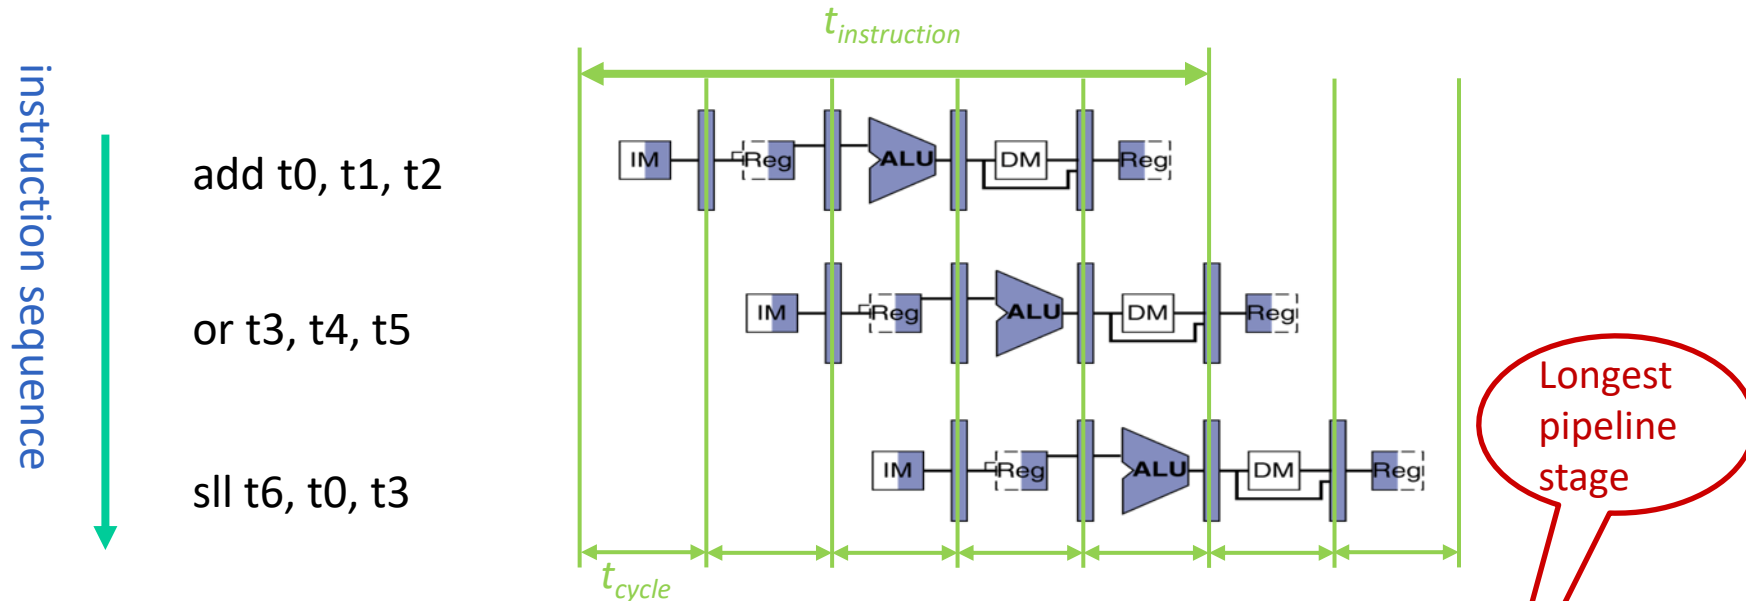 t_instruction
instruction sequence
add t0, t1, t2
IM
Reg
ALU
DM
Reg
or t3, t4, t5
IM
Reg
ALU
DM
Reg
Longest
pipeline
stage
sll t6, t0, t3
IM
Reg
ALU
DM
Reg
t_cycle